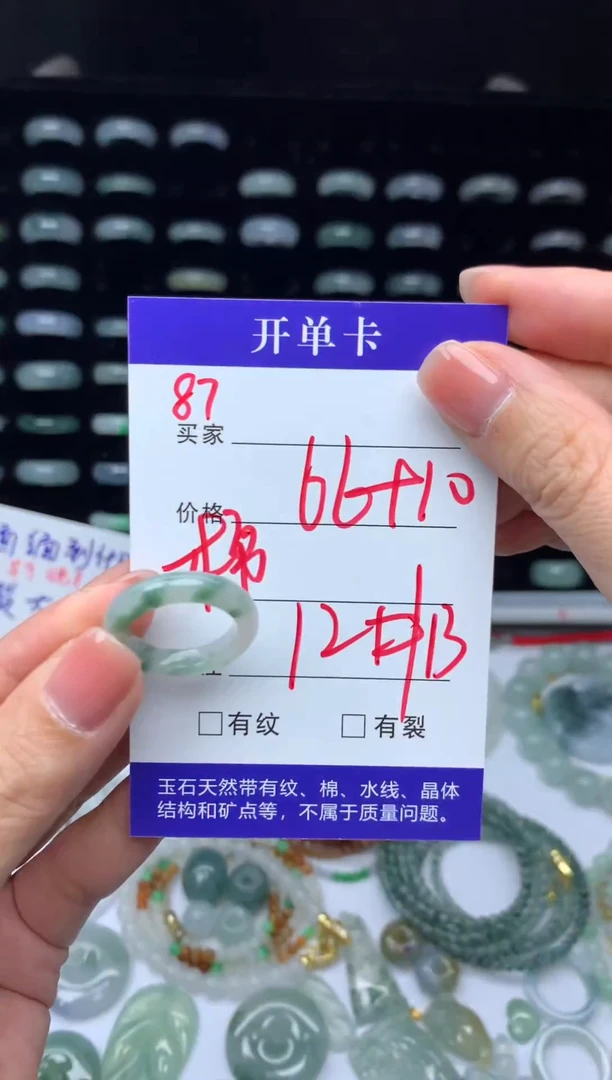 开单卡
87
买家
66+10
价格
棉
12#13
□有纹 □有裂
玉石天然带有纹、棉、水线、晶体
结构和矿点等，不属于质量问题。